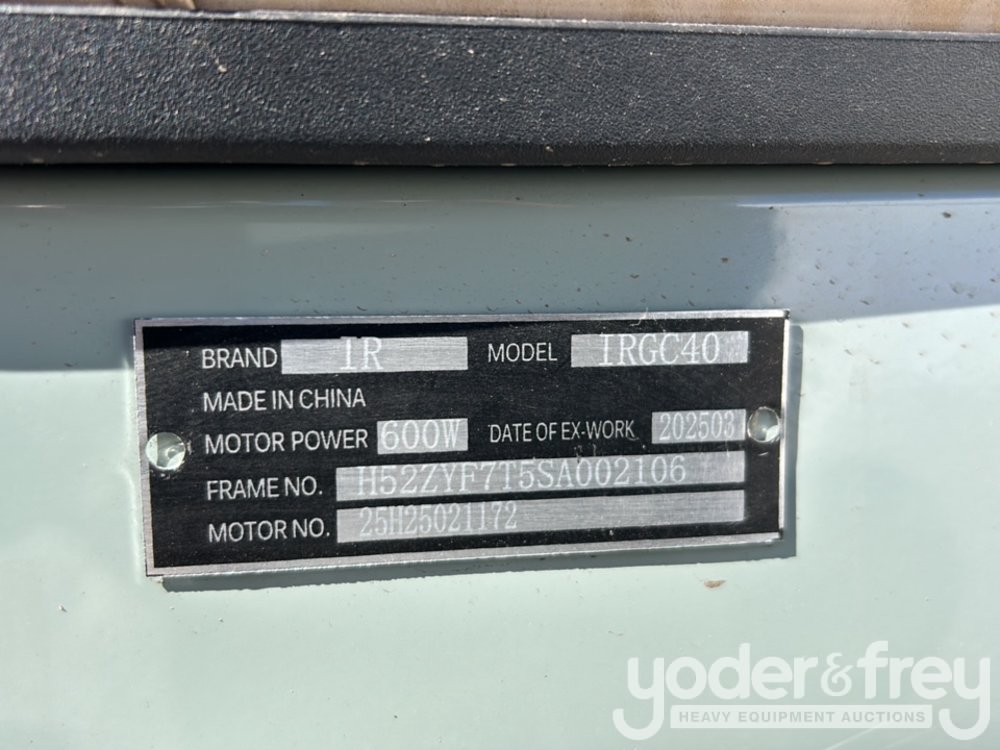 BRAND 1R MODEL IRGC40
MADE IN CHINA
MOTOR POWER 600W DATE OF EX-WORK 202503
FRAME NO. H52ZYF7T5SA002106
MOTOR NO. 25H25021172
yoder&frey
HEAVY EQUIPMENT AUCTIONS